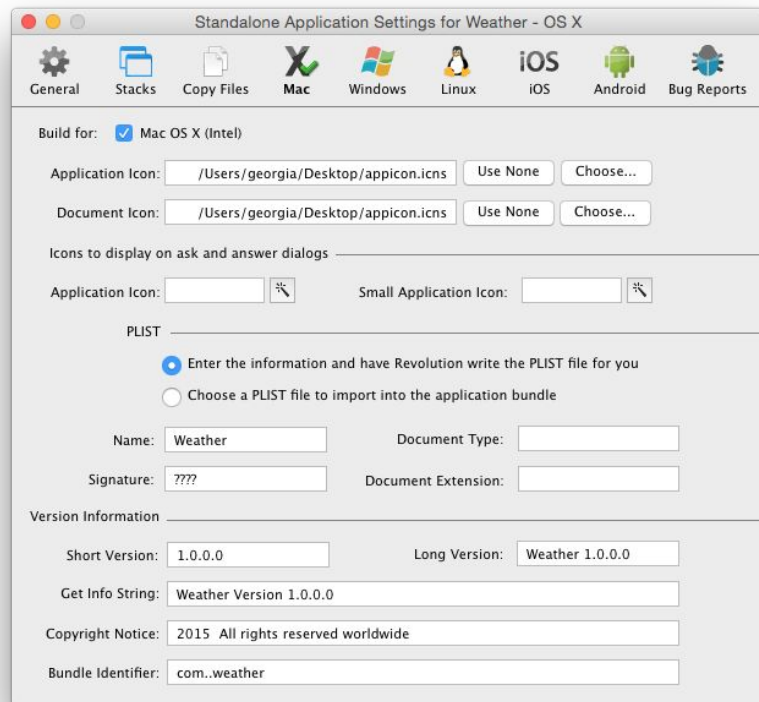 Standalone Application Settings for Weather - OS X
General Stacks Copy Files Mac Windows Linux iOS iOS Android Bug Reports
Build for: Mac OS X (Intel)
Application Icon: /Users/georgia/Desktop/appicon.icns Use None Choose...
Document Icon: /Users/georgia/Desktop/appicon.icns Use None Choose...
Icons to display on ask and answer dialogs
Application Icon: Small Application Icon:
PLIST
Enter the information and have Revolution write the PLIST file for you
Choose a PLIST file to import into the application bundle
Name: Weather Document Type:
Signature: ???? Document Extension:
Version Information
Short Version: 1.0.0.0 Long Version: Weather 1.0.0.0
Get Info String: Weather Version 1.0.0.0
Copyright Notice: 2015 All rights reserved worldwide
Bundle Identifier: com..weather